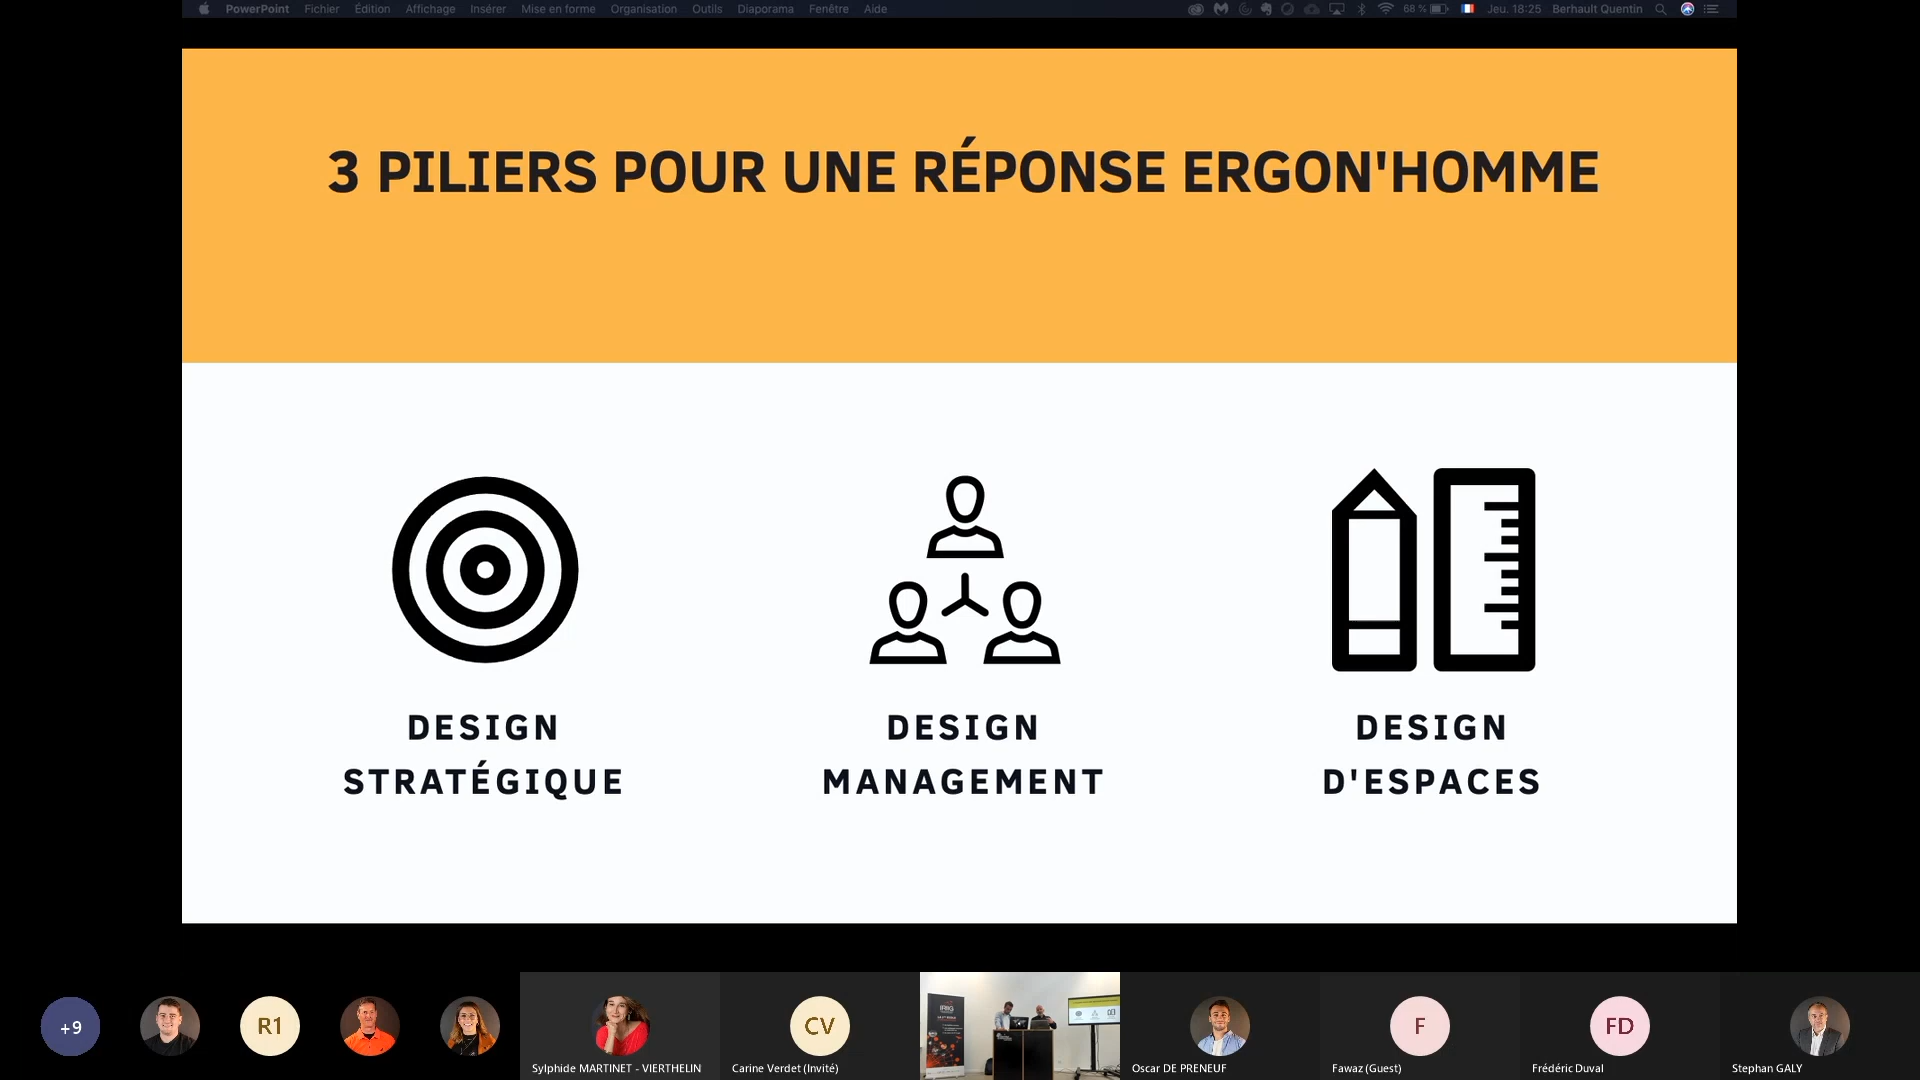 PowerPoint Fichier Édition Affichage Insérer Mise en forme Organisation Outils Diaporama Fenêtre Aide 68 % Jeu. 18:25 Berhault Quentin
3 PILIERS POUR UNE RÉPONSE ERGON'HOMME
DESIGN
STRATÉGIQUE
DESIGN
MANAGEMENT
DESIGN
D'ESPACES
+9
R1
CV
F
FD
Sylphide MARTINET - VIERTHELIN
Carine Verdet (Invité)
Oscar DE PRENEUF
Fawaz (Guest)
Frédéric Duval
Stephan GALY